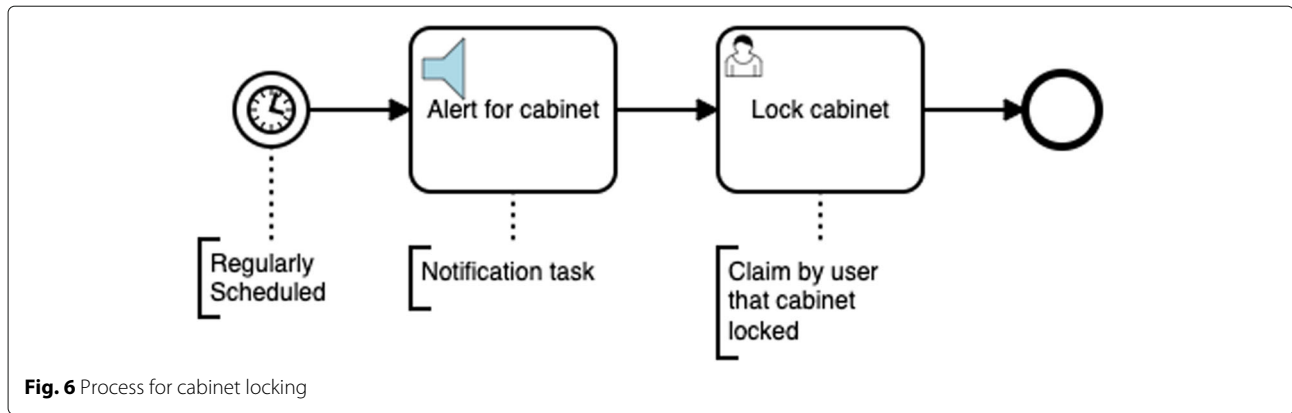 Alert for cabinet
Lock cabinet
Regularly
Scheduled
Notification task
Claim by user
that cabinet
locked
Fig. 6 Process for cabinet locking